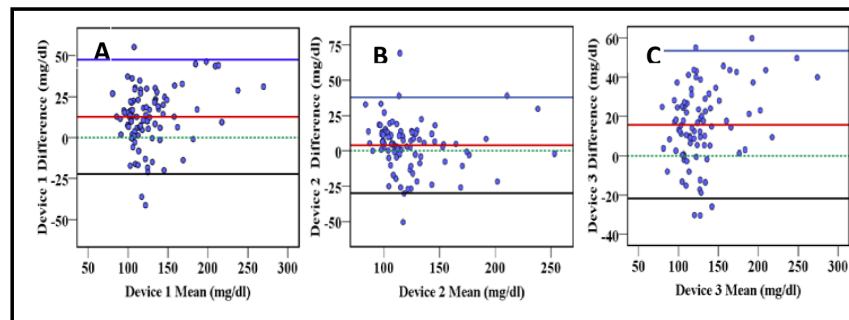 A
Device 1 Difference (mg/dl)
50
25
0
-25
-50
50 100 150 200 250 300
Device 1 Mean (mg/dl)
B
Device 2 Difference (mg/dl)
75
50
25
0
-25
-50
100 150 200 250
Device 2 Mean (mg/dl)
C
Device 3 Difference (mg/dl)
60
40
20
0
-20
-40
50 100 150 200 250 300
Device 3 Mean (mg/dl)